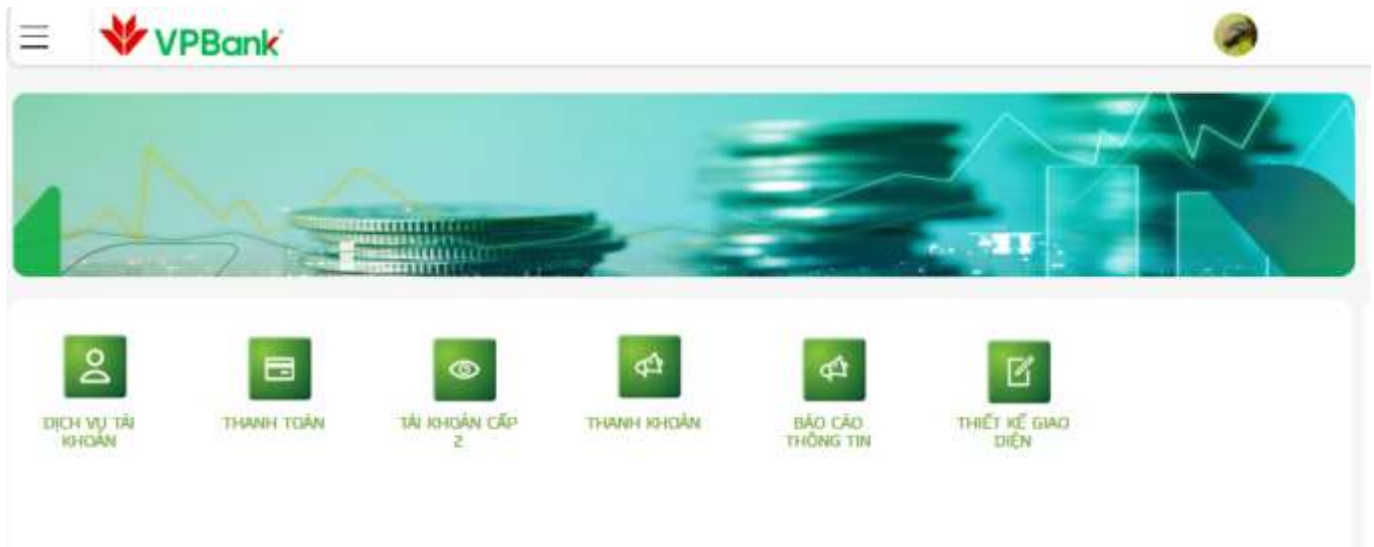 VPBank
DỊCH VỤ TÀI
KHOẢN
THANH TOÁN
TÀI KHOẢN CẤP
2
THANH KHOẢN
BÁO CÁO
THÔNG TIN
THIẾT KẾ GIAO
DIỆN